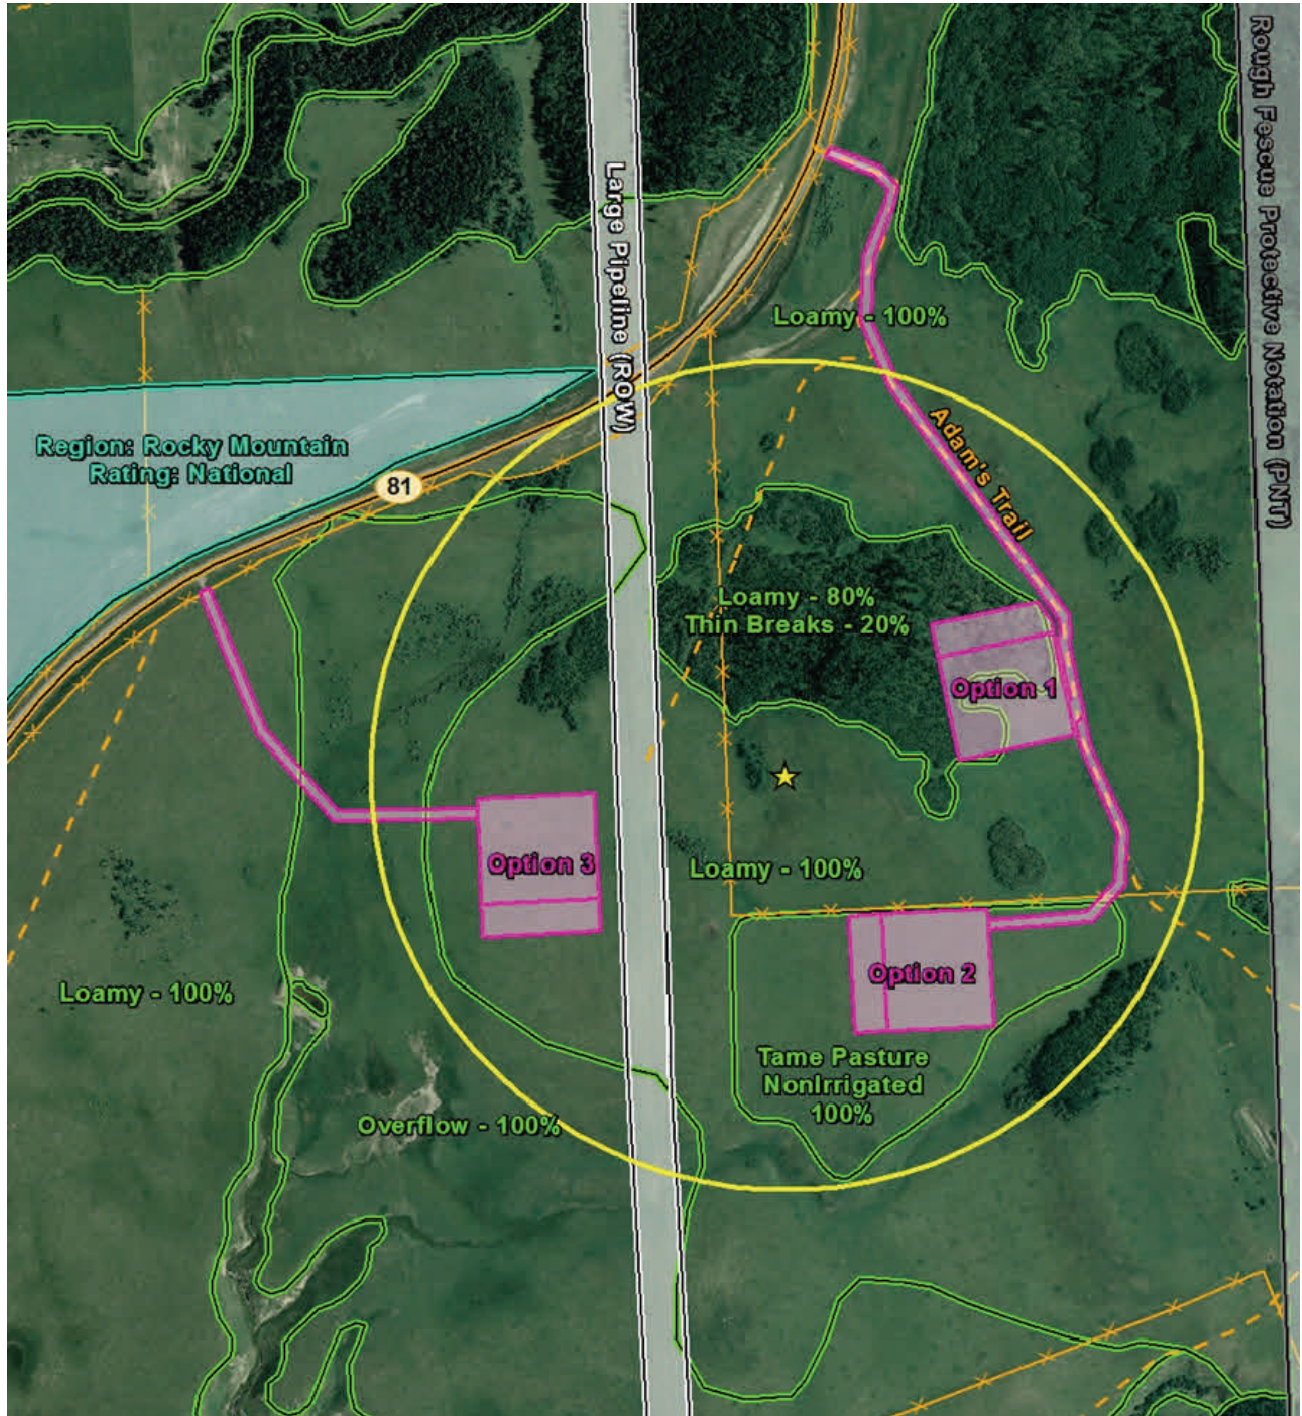 Rough Fescue Protective Notation (PNT)
Large Pipeline (ROW)
Loamy - 100%
Adam's Trail
Region: Rocky Mountain
Rating: National
81
Loamy - 80%
Thin Breaks - 20%
Option 1
Option 3
Loamy - 100%
Option 2
Loamy - 100%
Tame Pasture
NonIrrigated
100%
Overflow - 100%